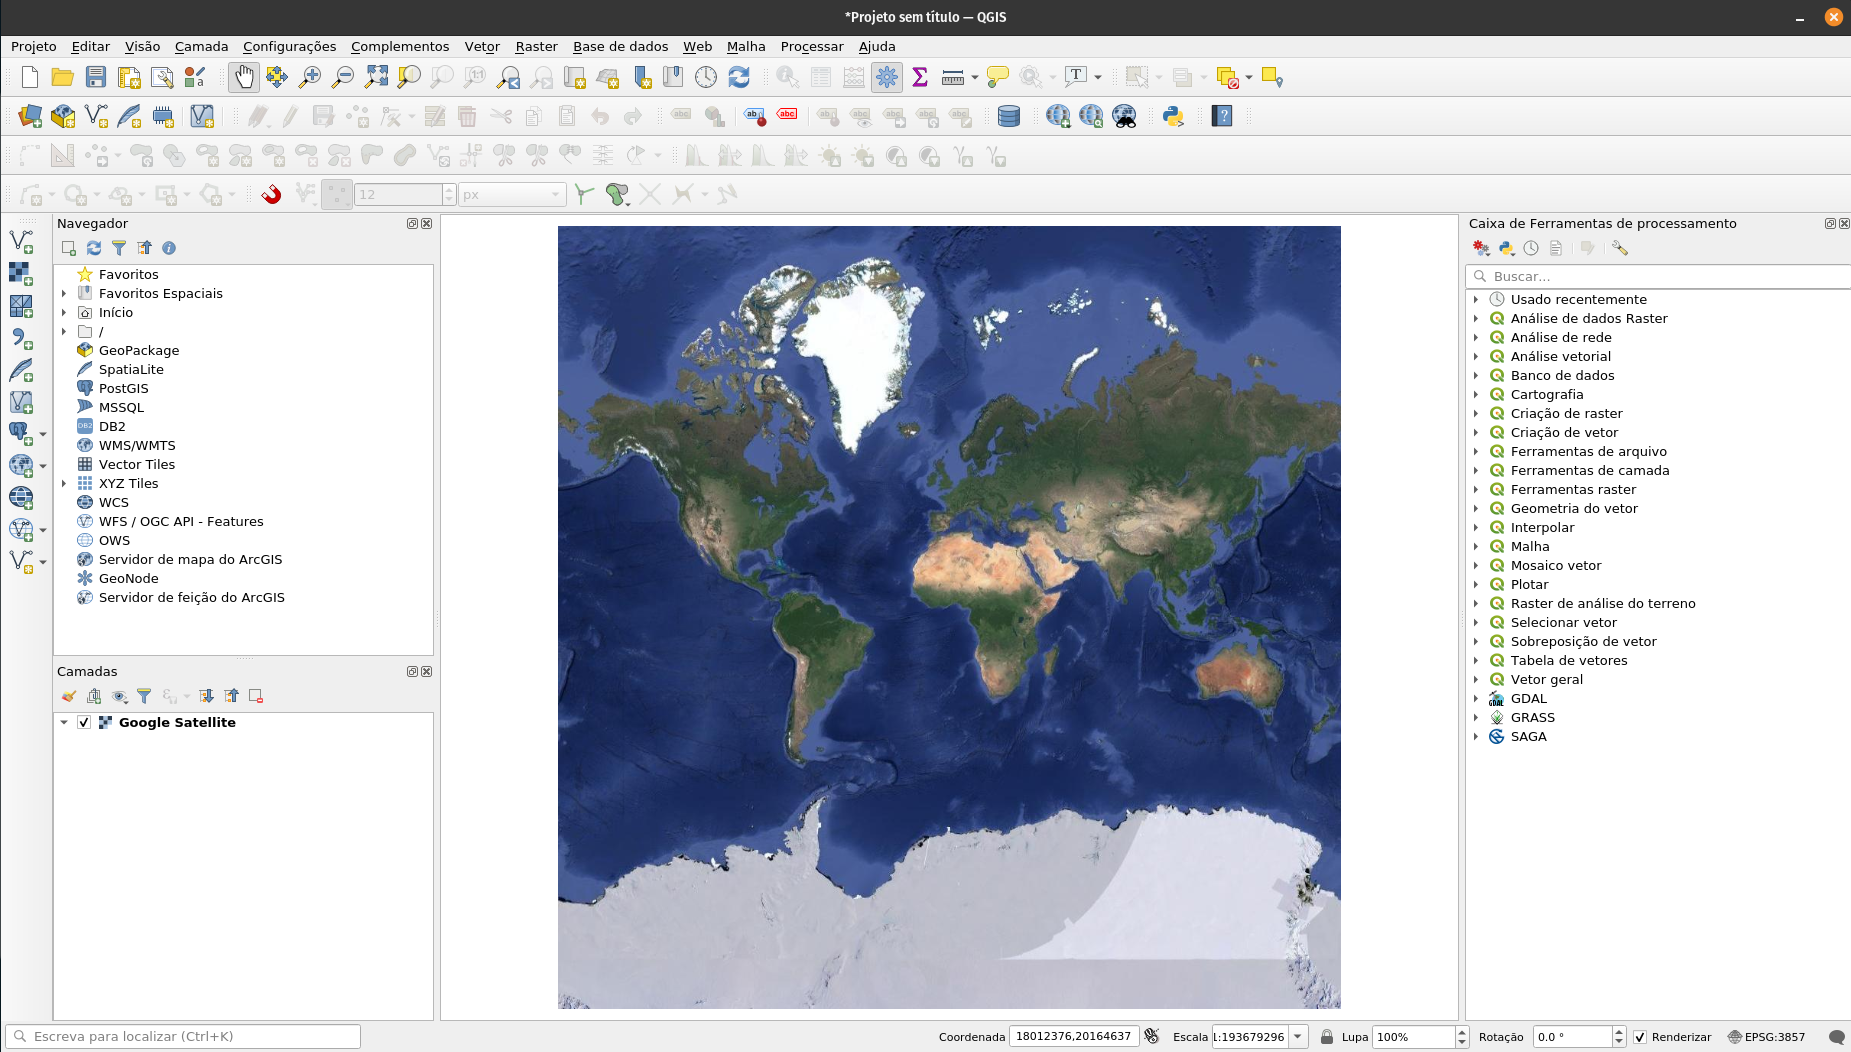 *Projeto sem título — QGIS
Projeto Editar Visão Camada Configurações Complementos Vetor Raster Base de dados Web Malha Processar Ajuda
12 px
Navegador
Favoritos
Favoritos Espaciais
Início
/
GeoPackage
SpatiaLite
PostGIS
MSSQL
DB2
WMS/WMTS
Vector Tiles
XYZ Tiles
WCS
WFS / OGC API - Features
OWS
Servidor de mapa do ArcGIS
GeoNode
Servidor de feição do ArcGIS
Camadas
Google Satellite
Caixa de Ferramentas de processamento
Buscar...
Usado recentemente
Análise de dados Raster
Análise de rede
Análise vetorial
Banco de dados
Cartografia
Criação de raster
Criação de vetor
Ferramentas de arquivo
Ferramentas de camada
Ferramentas raster
Geometria do vetor
Interpolar
Malha
Mosaico vetor
Plotar
Raster de análise do terreno
Selecionar vetor
Sobreposição de vetor
Tabela de vetores
Vetor geral
GDAL
GRASS
SAGA
Escreva para localizar (Ctrl+K)
Coordenada 18012376,20164637 Escala 1:193679296 Lupa 100% Rotação 0.0 ° Renderizar EPSG:3857